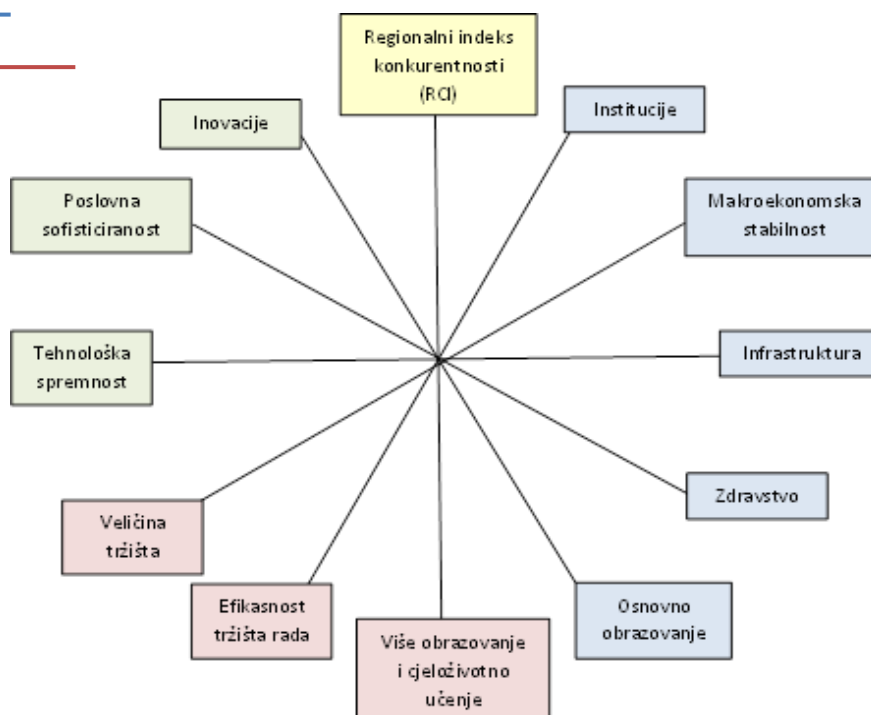 Regionalni indeks
konkurentnosti
(RCI)
Institucije
Makroekonomska
stabilnost
Infrastruktura
Zdravstvo
Osnovno
obrazovanje
Više obrazovanje
i cjeloživotno
učenje
Efikasnost
tržišta rada
Veličina
tržišta
Tehnološka
spremnost
Poslovna
sofisticiranost
Inovacije